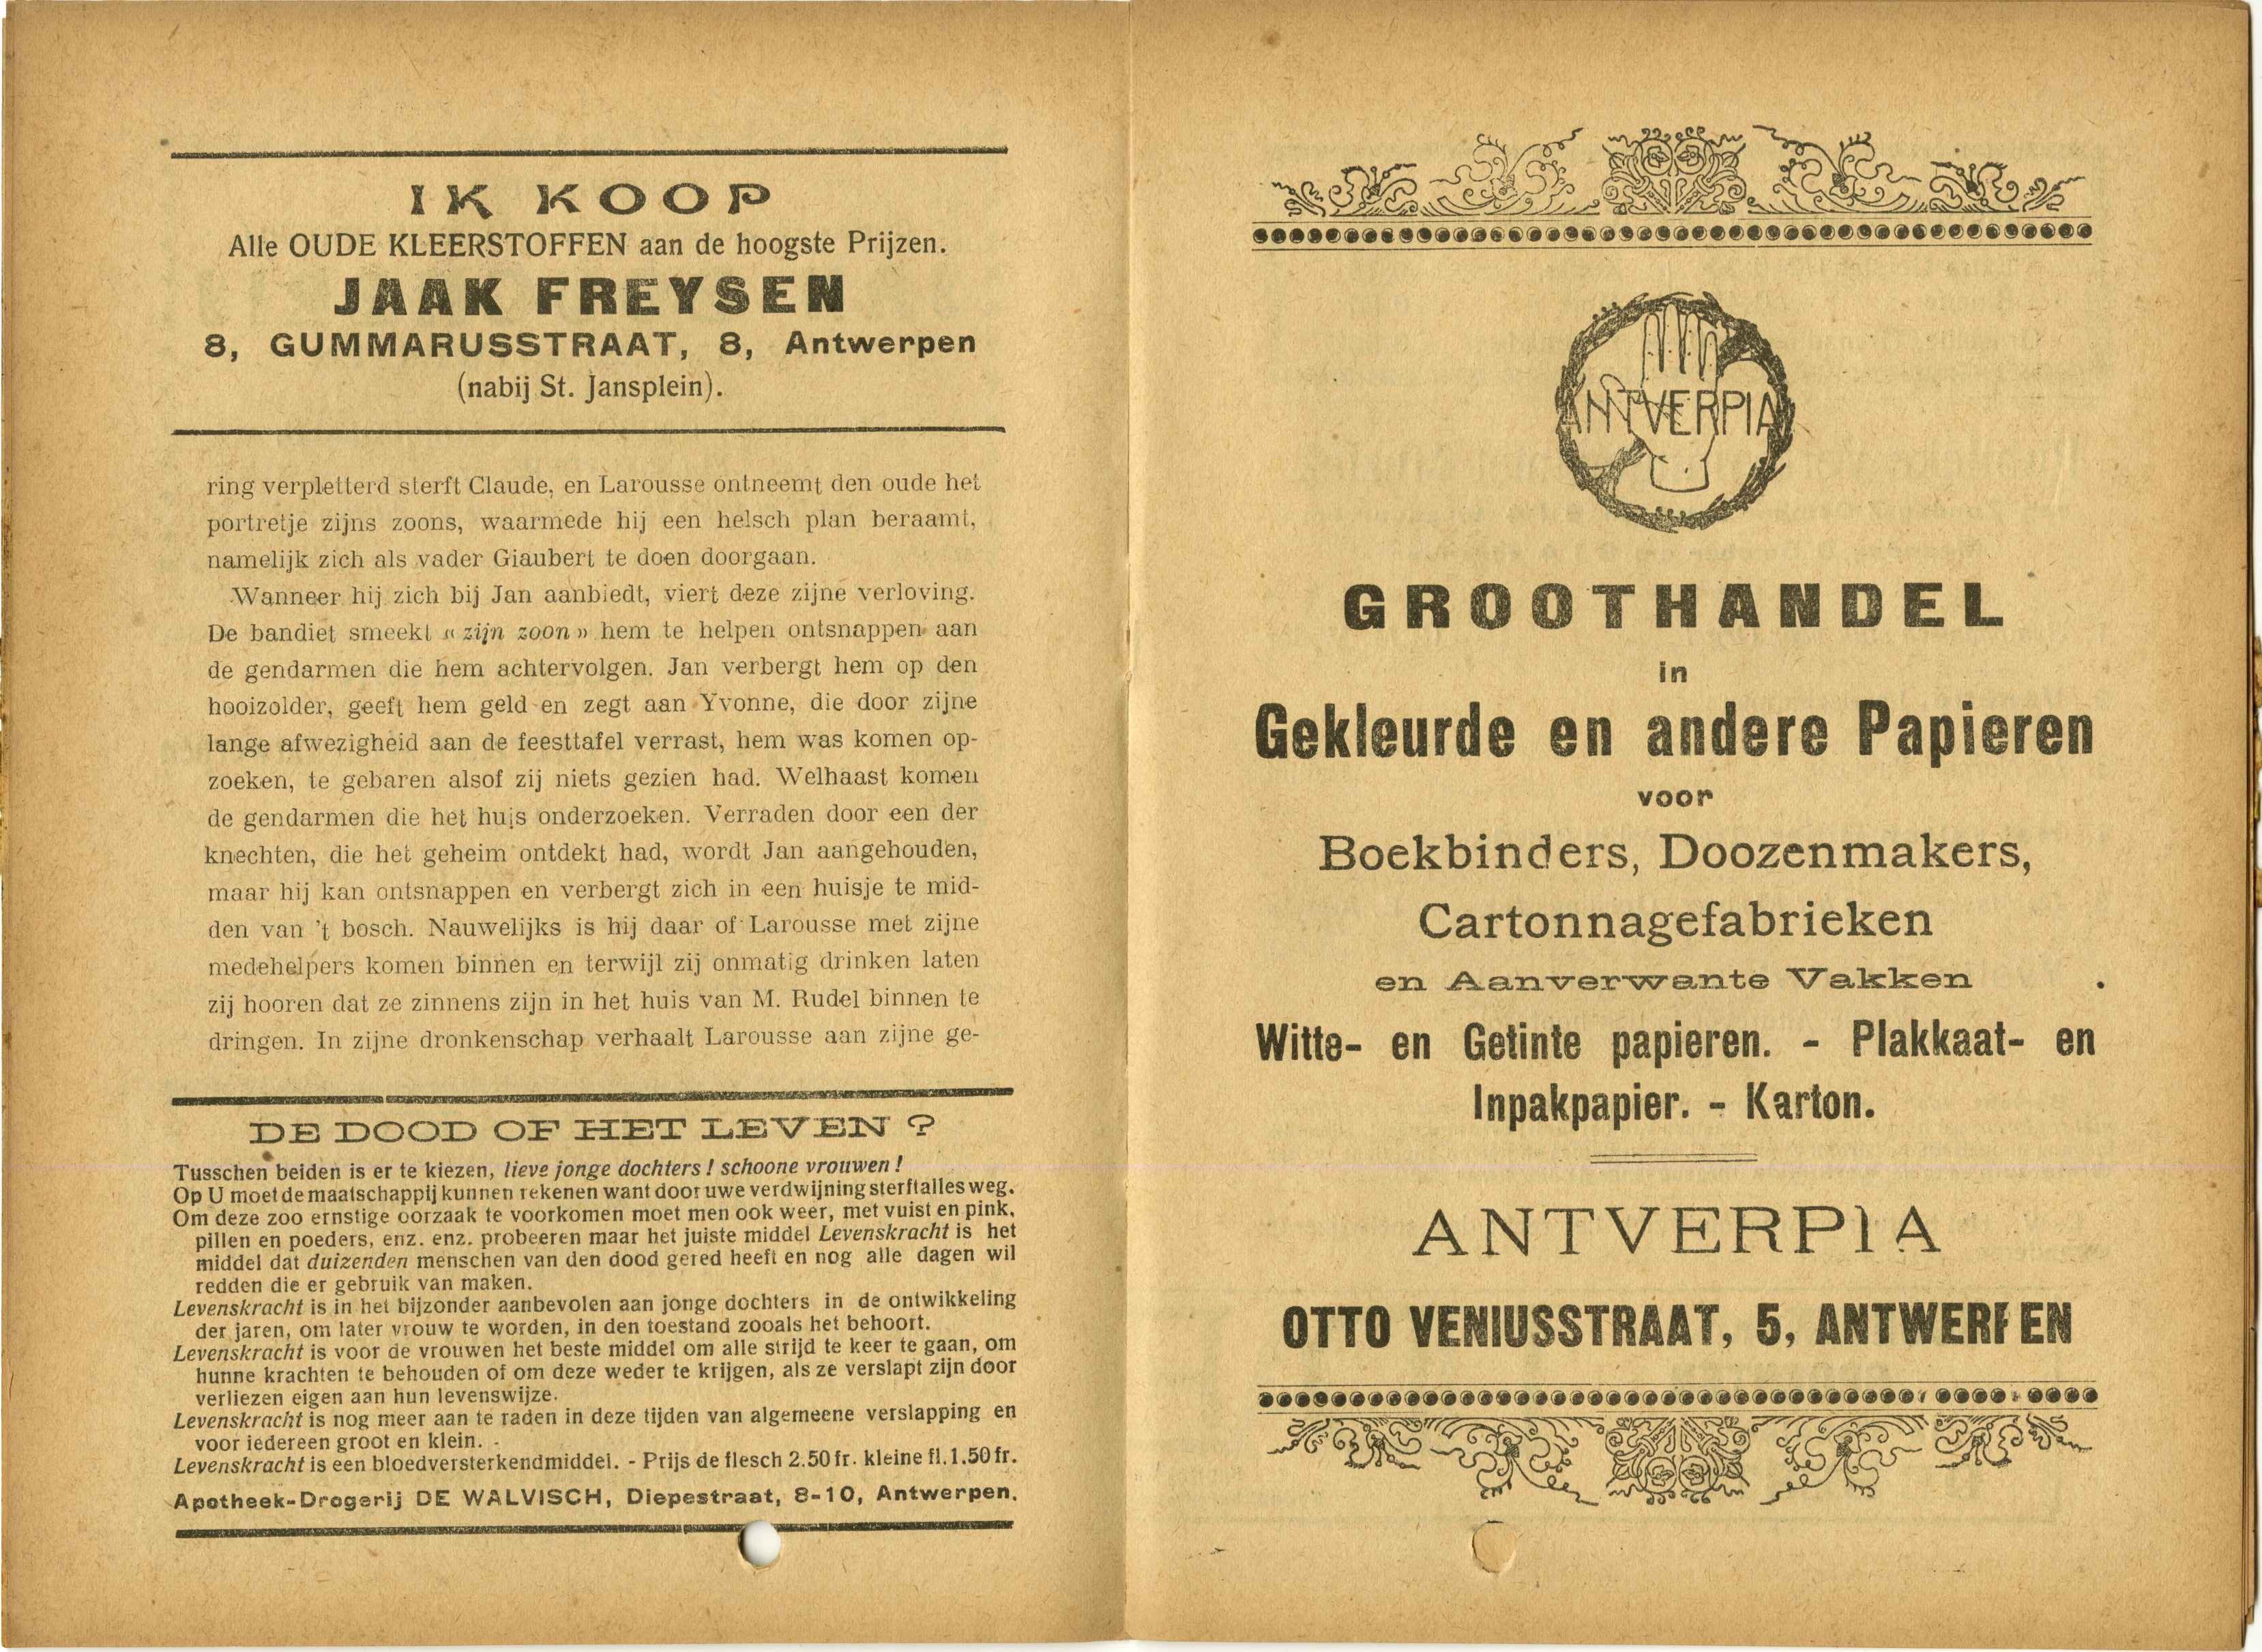 IK KOOP
Alle OUDE KLEERSTOFFEN aan de hoogste Prijzen.
JAAK FREYSEN
8, GUMMARUSSTRAAT, 8, Antwerpen
(nabij St. Jansplein).
ring verpletterd sterft Claude, en Larousse ontneemt den oude het
portretje zijns zoons, waarmede hij een helsch plan beraamt,
namelijk zich als vader Giaubert te doen doorgaan.
Wanneer hij zich bij Jan aanbiedt, viert deze zijne verloving.
De bandiet smeekt « zijn zoon » hem te helpen ontsnappen aan
de gendarmen die hem achtervolgen. Jan verbergt hem op den
hooizolder, geeft hem geld en zegt aan Yvonne, die door zijne
lange afwezigheid aan de feesttafel verrast, hem was komen op-
zoeken, te gebaren alsof zij niets gezien had. Welhaast komen
de gendarmen die het huis onderzoeken. Verraden door een der
knechten, die het geheim ontdekt had, wordt Jan aangehouden,
maar hij kan ontsnappen en verbergt zich in een huisje te mid-
den van 't bosch. Nauwelijks is hij daar of Larousse met zijne
medehelpers komen binnen en terwijl zij onmatig drinken laten
zij hooren dat ze zinnens zijn in het huis van M. Rudel binnen te
dringen. In zijne dronkenschap verhaalt Larousse aan zijne ge-
DE DOOD OF HET LEVEN ?
Tusschen beiden is er te kiezen, lieve jonge dochters ! schoone vrouwen !
Op U moet de maatschappij kunnen rekenen want door uwe verdwijning sterft alles weg.
Om deze zoo ernstige oorzaak te voorkomen moet men ook weer, met vuist en pink,
pillen en poeders, enz. enz. probeeren maar het juiste middel Levenskracht is het
middel dat duizenden menschen van den dood gered heeft en nog alle dagen wil
redden die er gebruik van maken.
Levenskracht is in het bijzonder aanbevolen aan jonge dochters in de ontwikkeling
der jaren, om later vrouw te worden, in den toestand zooals het behoort.
Levenskracht is voor de vrouwen het beste middel om alle strijd te keer te gaan, om
hunne krachten te behouden of om deze weder te krijgen, als ze verslapt zijn door
verliezen eigen aan hun levenswijze.
Levenskracht is nog meer aan te raden in deze tijden van algemeene verslapping en
voor iedereen groot en klein. -
Levenskracht is een bloedversterkendmiddel. - Prijs de flesch 2.50 fr. kleine fl. 1.50 fr.
Apotheek-Drogerij DE WALVISCH, Diepestraat, 8-10, Antwerpen.
ANTVERPIA
GROOTHANDEL
in
Gekleurde en andere Papieren
voor
Boekbinders, Doozenmakers,
Cartonnagefabrieken
en Aanverwante Vakken
Witte- en Getinte papieren. - Plakkaat- en
Inpakpapier. - Karton.
ANTVERPIA
OTTO VENIUSSTRAAT, 5, ANTWERPEN